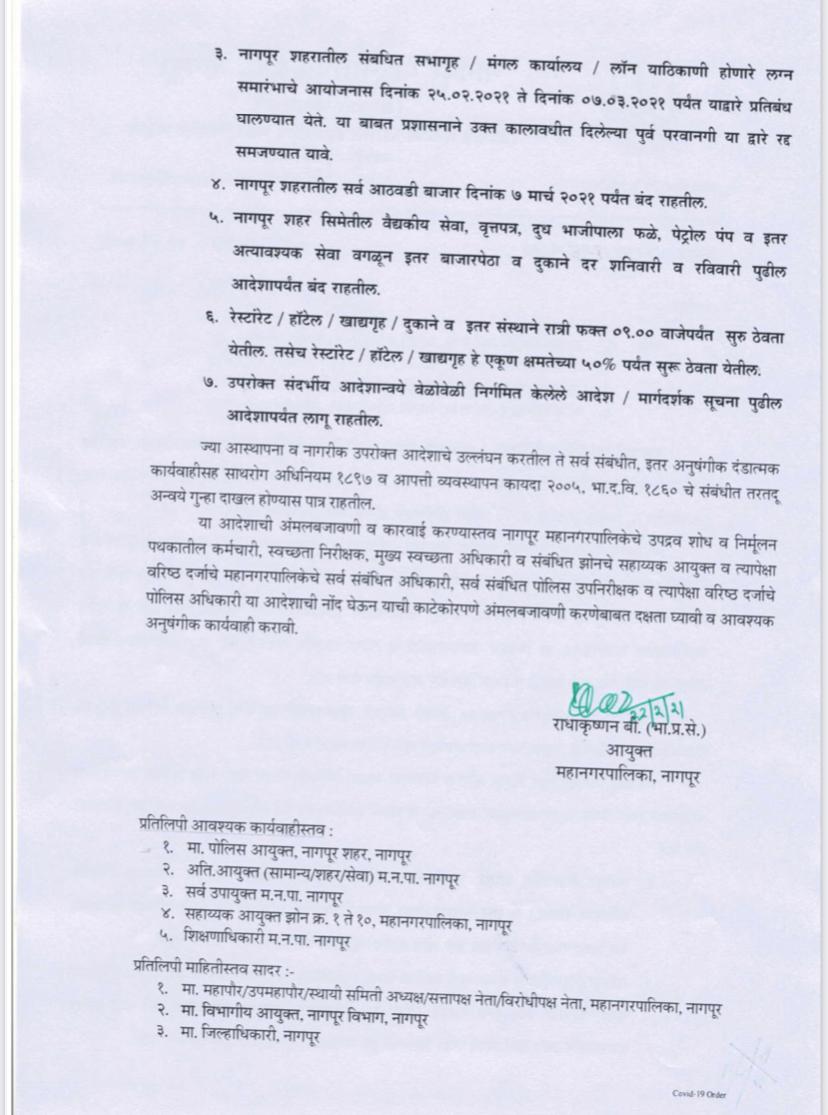 ३. नागपूर शहरातील संबधित सभागृह / मंगल कार्यालय / लॉन याठिकाणी होणारे लग्न
समारंभाचे आयोजनास दिनांक २५.०२.२०२१ ते दिनांक ०७.०३.२०२१ पर्यंत याद्वारे प्रतिबंध
घालण्यात येते. या बाबत प्रशासनाने उक्त कालावधीत दिलेल्या पुर्व परवानगी या द्वारे रद्द
समजण्यात यावे.
४. नागपूर शहरातील सर्व आठवडी बाजार दिनांक ७ मार्च २०२१ पर्यंत बंद राहतील.
५. नागपूर शहर सिमेतील वैद्यकीय सेवा, वृत्तपत्र, दुध भाजीपाला फळे, पेट्रोल पंप व इतर
अत्यावश्यक सेवा वगळून इतर बाजारपेठा व दुकाने दर शनिवारी व रविवारी पुढील
आदेशापर्यंत बंद राहतील.
६. रेस्टॉरेट / हॉटेल / खाद्यगृह / दुकाने व इतर संस्थाने रात्री फक्त ०९.०० वाजेपर्यंत सुरु ठेवता
येतील. तसेच रेस्टॉरेट / हॉटेल / खाद्यगृह हे एकूण क्षमतेच्या ५०% पर्यंत सुरू ठेवता येतील.
७. उपरोक्त संदर्भीय आदेशान्वये वेळोवेळी निर्गमित केलेले आदेश / मार्गदर्शक सूचना पुढील
आदेशापर्यंत लागू राहतील.
ज्या आस्थापना व नागरीक उपरोक्त आदेशाचे उल्लंघन करतील ते सर्व संबंधीत, इतर अनुषंगीक दंडात्मक
कार्यवाहीसह साथरोग अधिनियम १८९७ व आपत्ती व्यवस्थापन कायदा २००५, भा.द.वि. १८६० चे संबंधीत तरतदू
अन्वये गुन्हा दाखल होण्यास पात्र राहतील.
या आदेशाची अंमलबजावणी व कारवाई करण्यास्तव नागपूर महानगरपालिकेचे उपद्रव शोध व निर्मूलन
पथकातील कर्मचारी, स्वच्छता निरीक्षक, मुख्य स्वच्छता अधिकारी व संबंधित झोनचे सहाय्यक आयुक्त व त्यापेक्षा
वरिष्ठ दर्जाचे महानगरपालिकेचे सर्व संबंधित अधिकारी, सर्व संबंधित पोलिस उपनिरीक्षक व त्यापेक्षा वरिष्ठ दर्जाचे
पोलिस अधिकारी या आदेशाची नोंद घेऊन याची काटेकोरपणे अंमलबजावणी करणेबाबत दक्षता घ्यावी व आवश्यक
अनुषंगीक कार्यवाही करावी.
22/2/21
राधाकृष्णन बी. (भा.प्र.से.)
आयुक्त
महानगरपालिका, नागपूर
प्रतिलिपी आवश्यक कार्यवाहीस्तव :
१. मा. पोलिस आयुक्त, नागपूर शहर, नागपूर
२. अति.आयुक्त (सामान्य/शहर/सेवा) म.न.पा. नागपूर
३. सर्व उपायुक्त म.न.पा. नागपूर
४. सहाय्यक आयुक्त झोन क्र. १ ते १०, महानगरपालिका, नागपूर
५. शिक्षणाधिकारी म.न.पा. नागपूर
प्रतिलिपी माहितीस्तव सादर :-
१. मा. महापौर/उपमहापौर/स्थायी समिती अध्यक्ष/सत्तापक्ष नेता/विरोधीपक्ष नेता, महानगरपालिका, नागपूर
२. मा. विभागीय आयुक्त, नागपूर विभाग, नागपूर
३. मा. जिल्हाधिकारी, नागपूर
Covid-19 Order